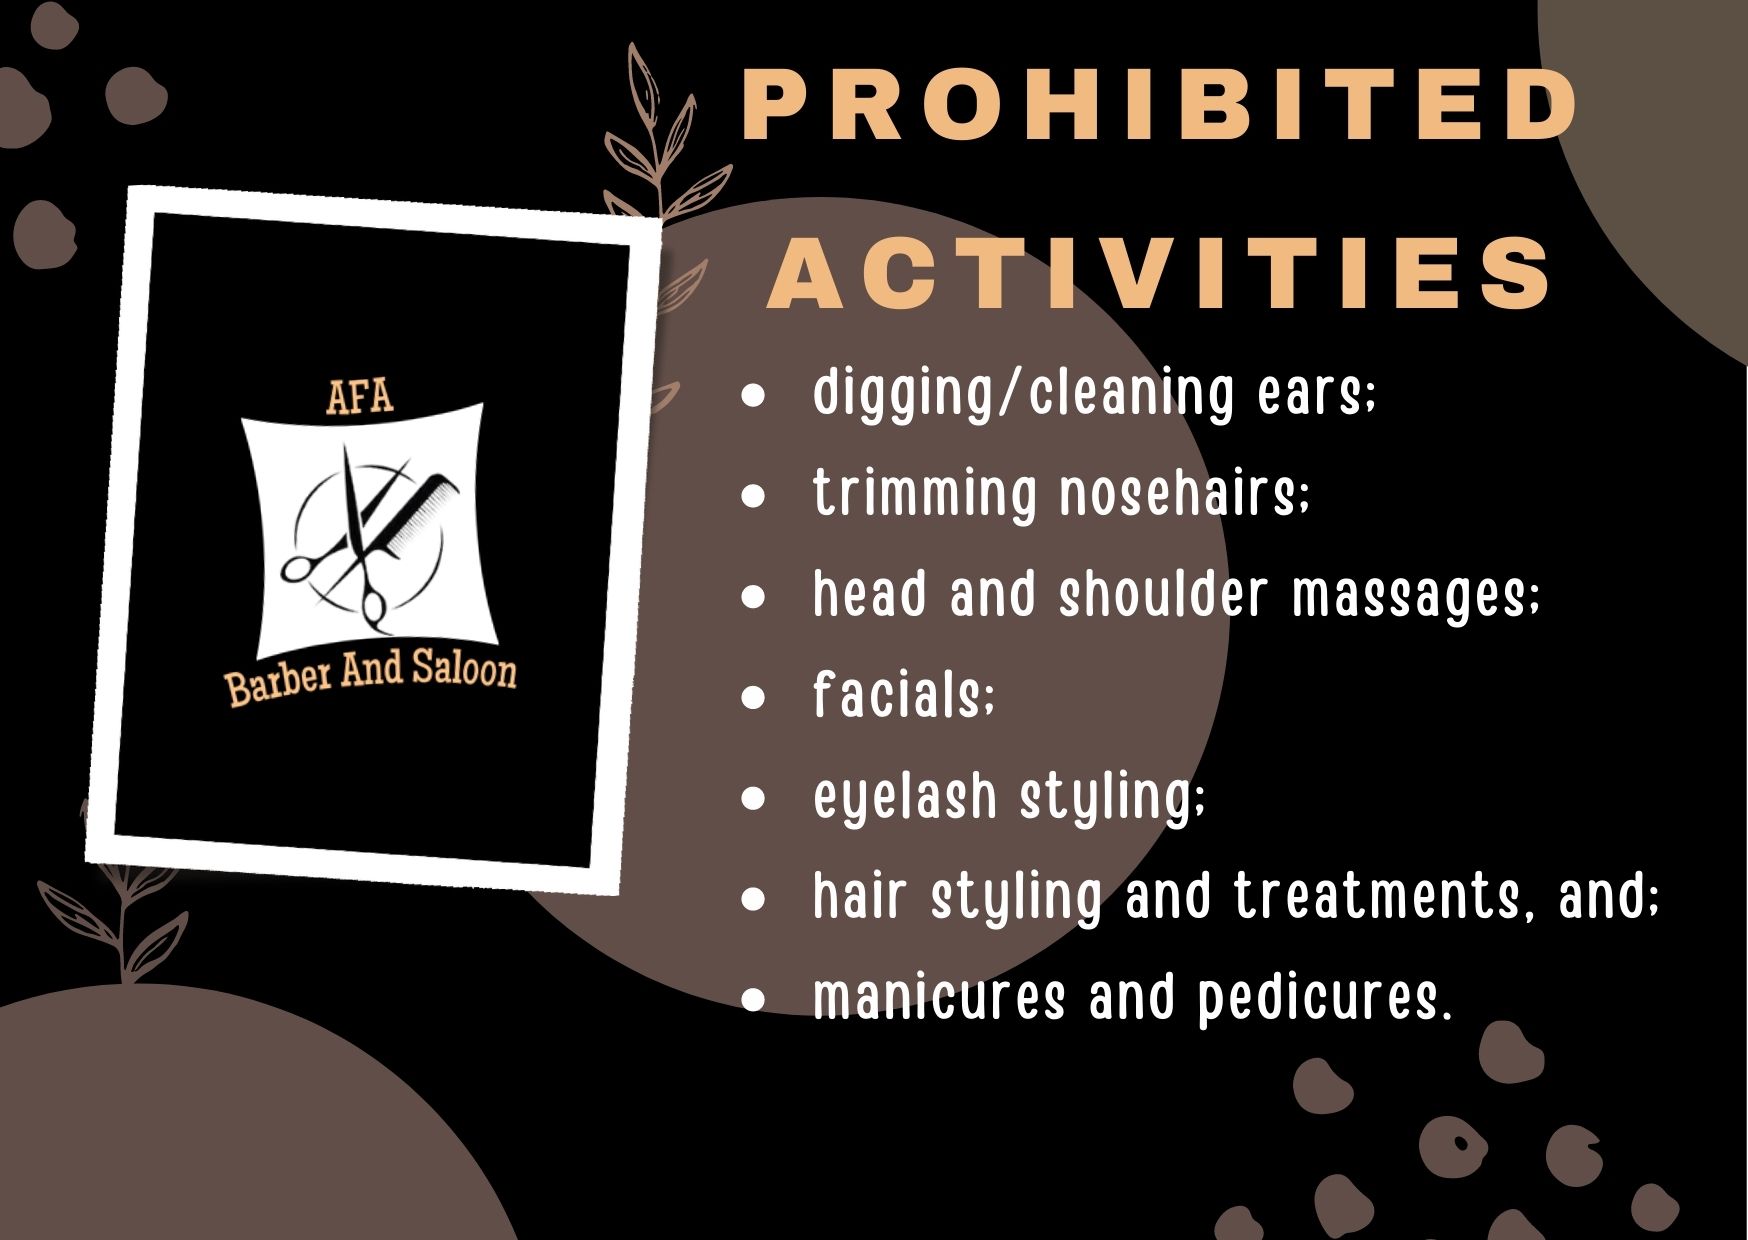 PROHIBITED
ACTIVITIES
AFA
Barber And Saloon
• digging/cleaning ears;
• trimming nosehairs;
• head and shoulder massages;
• facials;
• eyelash styling;
• hair styling and treatments, and;
• manicures and pedicures.